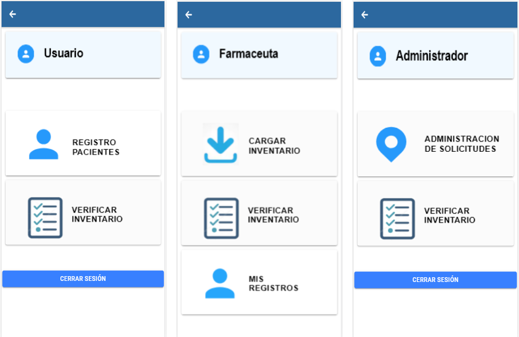 Usuario
REGISTRO
PACIENTES
VERIFICAR
INVENTARIO
CERRAR SESIÓN
Farmaceuta
CARGAR
INVENTARIO
VERIFICAR
INVENTARIO
MIS
REGISTROS
Administrador
ADMINISTRACION
DE SOLICITUDES
VERIFICAR
INVENTARIO
CERRAR SESIÓN